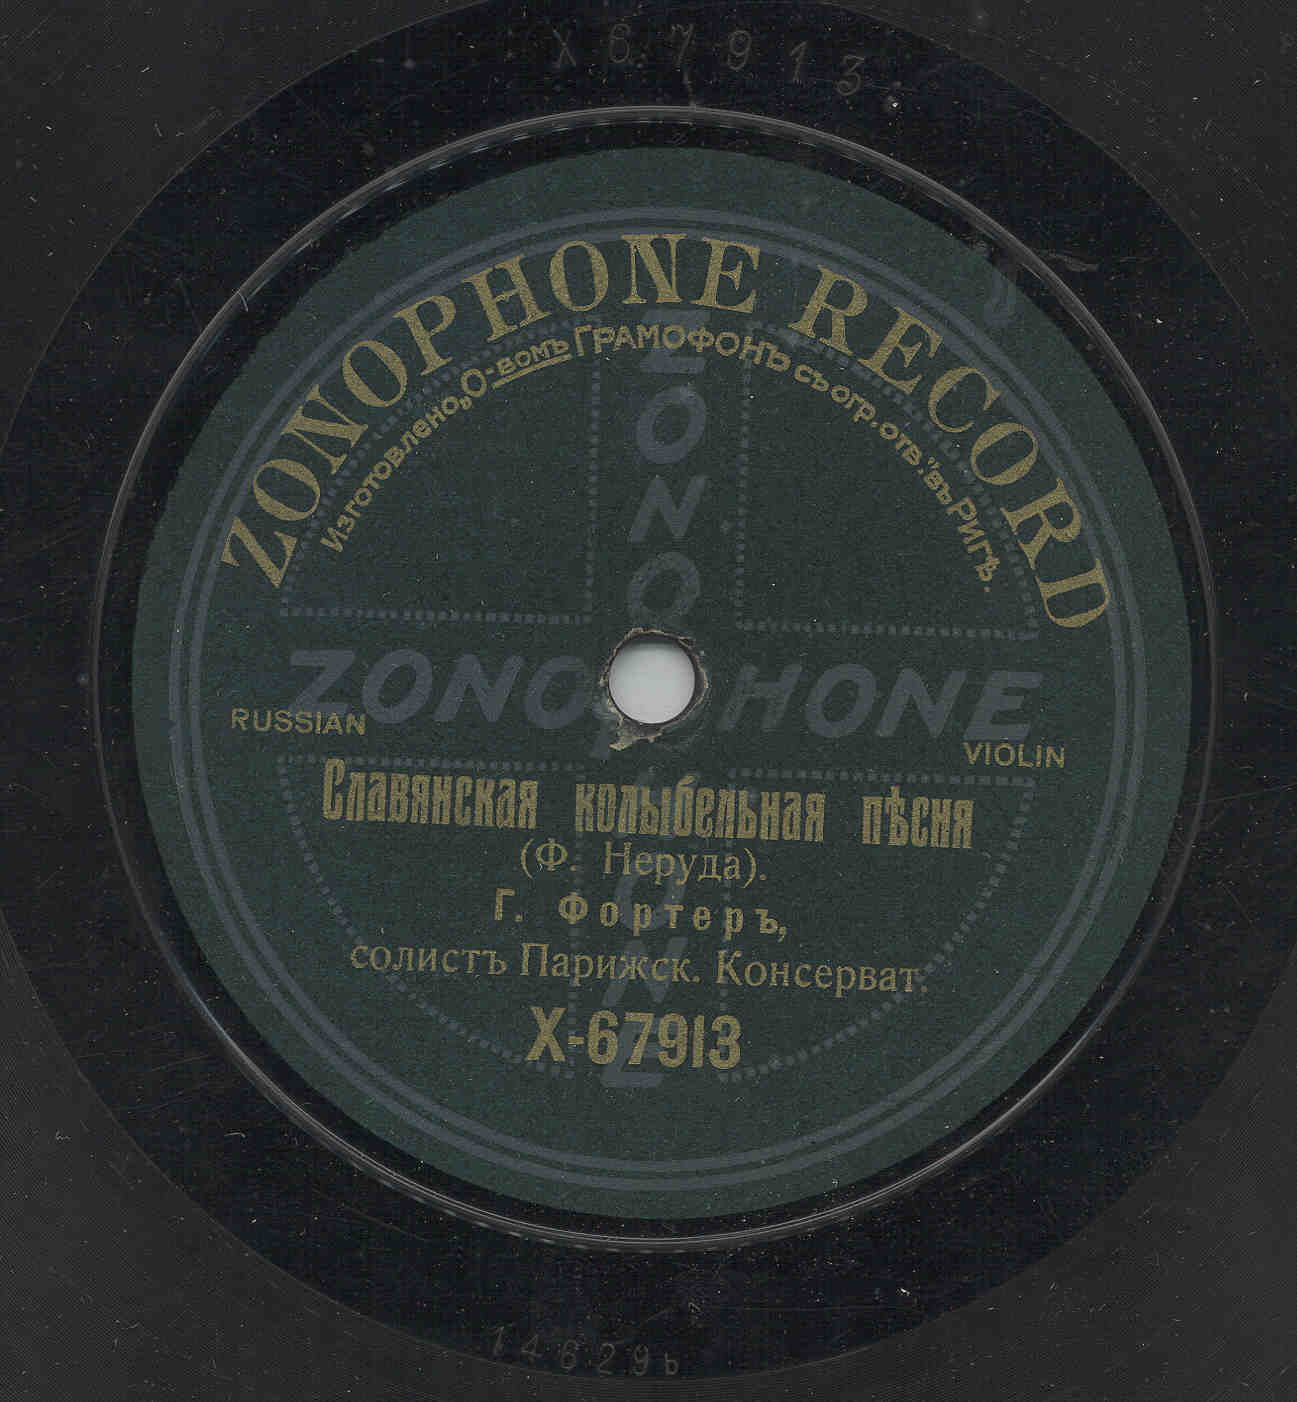 X 67913
ZONOPHONE RECORD
Изготовлено „О-вомъ ГРАМОФОНЪ съ огр. отв.” въ Ригѣ.
ZONOPHONE
ZONOPHONE
RUSSIAN
VIOLIN
Славянская колыбельная пѣсня
(Ф. Неруда).
Г. Фортеръ,
солистъ Парижск. Консерват.
X-67913
14629b